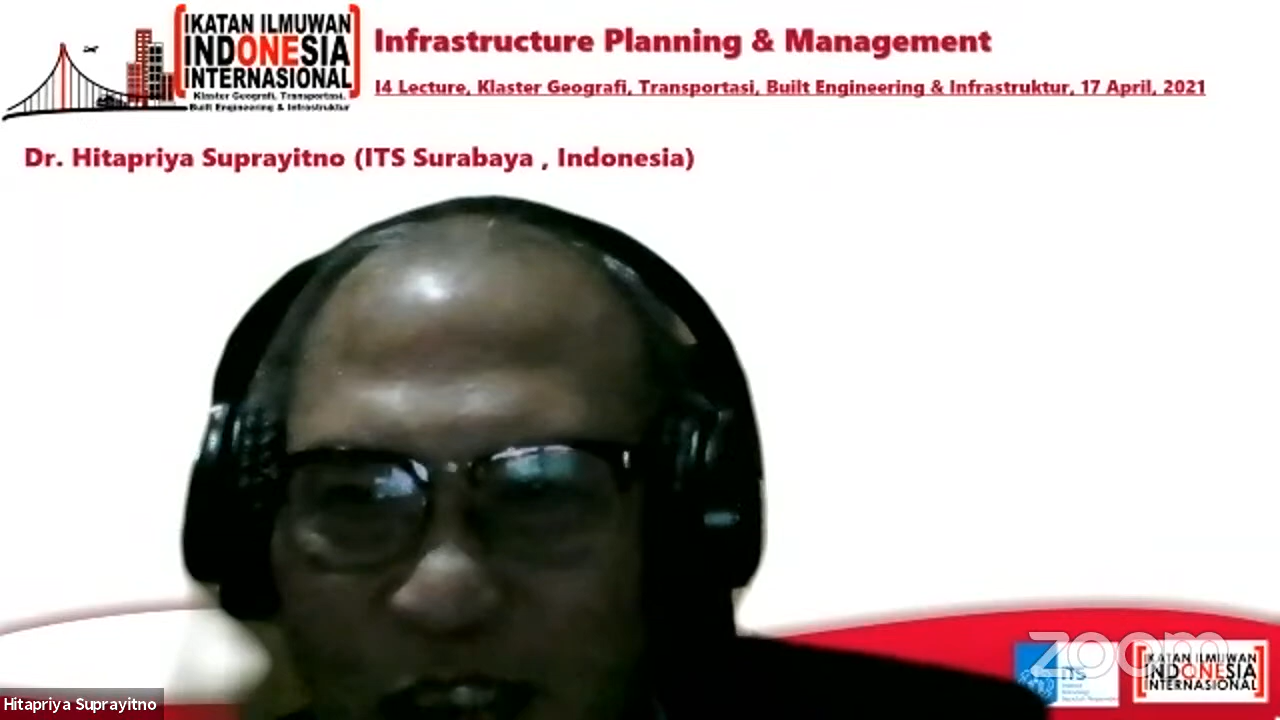 IKATAN ILMUWAN
INDONESIA
INTERNASIONAL
Klaster Geografi, Transportasi,
Built Engineering & Infrastruktur
Infrastructure Planning & Management
I4 Lecture, Klaster Geografi, Transportasi, Built Engineering & Infrastruktur, 17 April, 2021
Dr. Hitapriya Suprayitno (ITS Surabaya , Indonesia)
zoom
ITS
IKATAN ILMUWAN
INDONESIA
INTERNASIONAL
Hitapriya Suprayitno